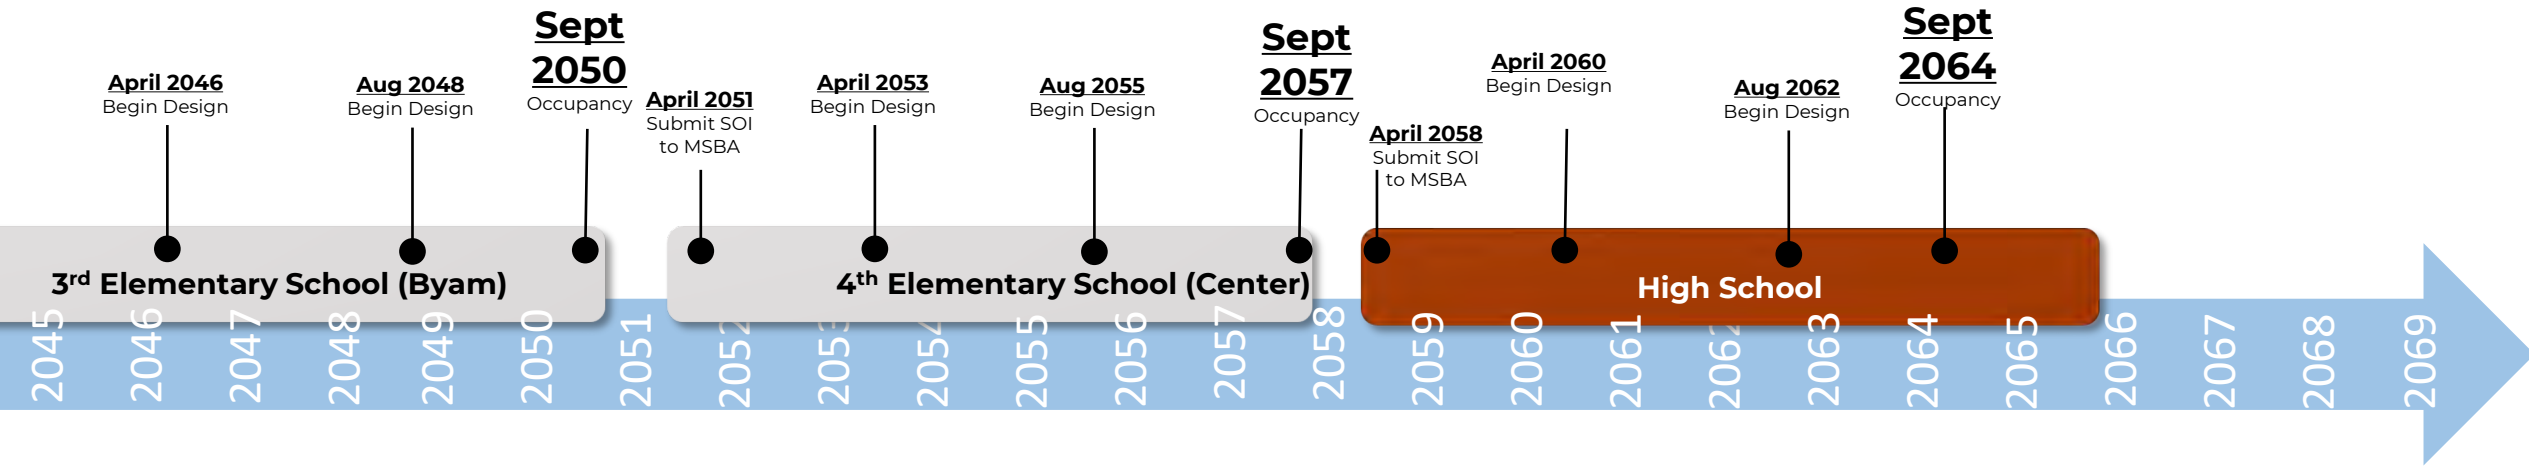 April 2046
Begin Design
Aug 2048
Begin Design
Sept
2050
Occupancy
April 2051
Submit SOI
to MSBA
April 2053
Begin Design
Aug 2055
Begin Design
Sept
2057
Occupancy
April 2058
Submit SOI
to MSBA
April 2060
Begin Design
Aug 2062
Begin Design
Sept
2064
Occupancy
3rd Elementary School (Byam)
4th Elementary School (Center)
High School
2045
2046
2047
2048
2049
2050
2051
2052
2053
2054
2055
2056
2057
2058
2059
2060
2061
2062
2063
2064
2065
2066
2067
2068
2069